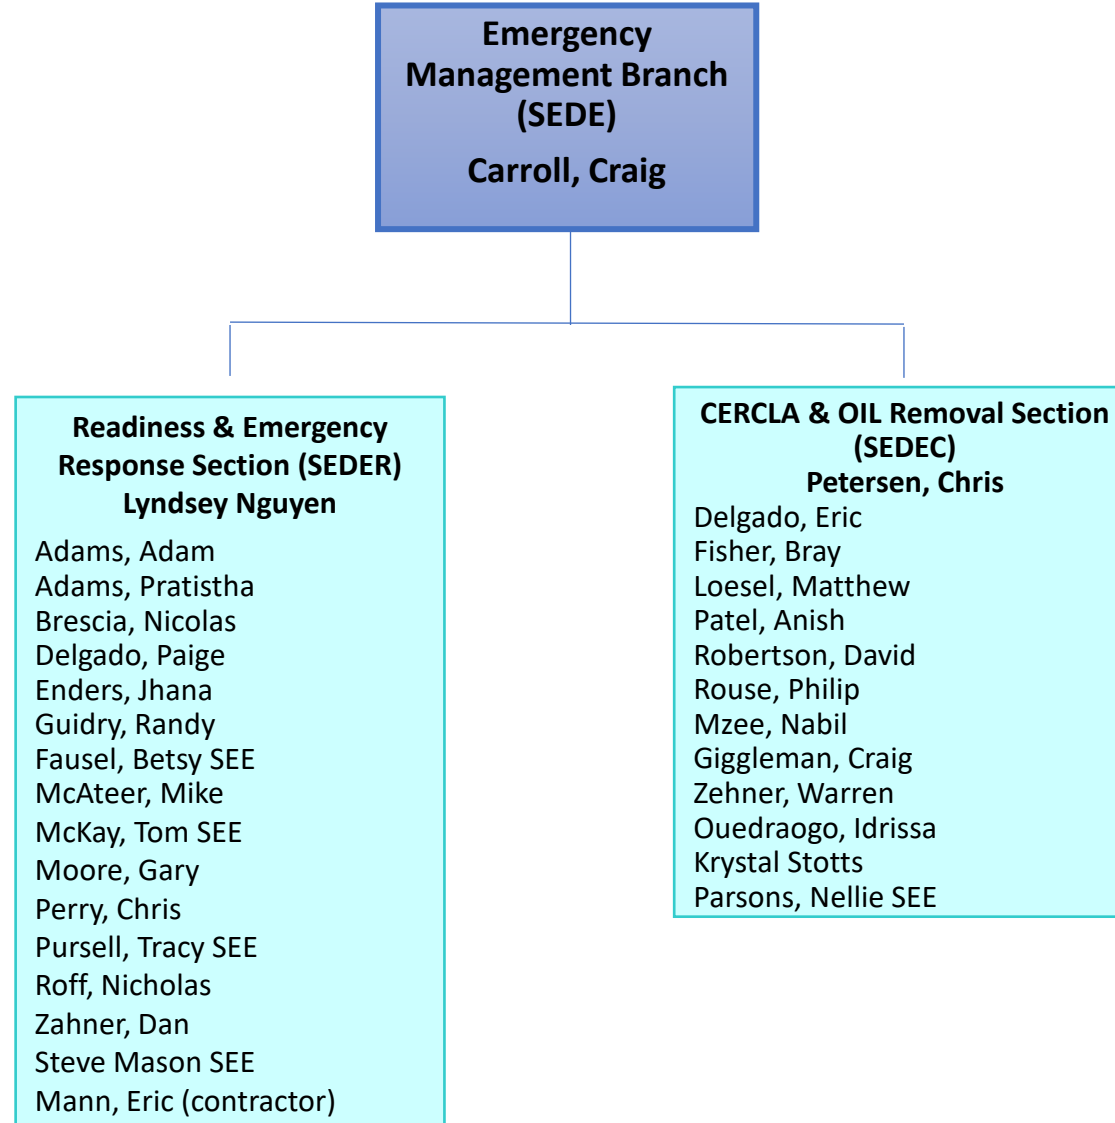 Emergency
Management Branch
(SEDE)
Carroll, Craig
Readiness & Emergency
Response Section (SEDER)
Lyndsey Nguyen
Adams, Adam
Adams, Pratistha
Brescia, Nicolas
Delgado, Paige
Enders, Jhana
Guidry, Randy
Fausel, Betsy SEE
McAteer, Mike
McKay, Tom SEE
Moore, Gary
Perry, Chris
Pursell, Tracy SEE
Roff, Nicholas
Zahner, Dan
Steve Mason SEE
Mann, Eric (contractor)
CERCLA & OIL Removal Section
(SEDEC)
Petersen, Chris
Delgado, Eric
Fisher, Bray
Loesel, Matthew
Patel, Anish
Robertson, David
Rouse, Philip
Mzee, Nabil
Giggleman, Craig
Zehner, Warren
Ouedraogo, Idrissa
Krystal Stotts
Parsons, Nellie SEE